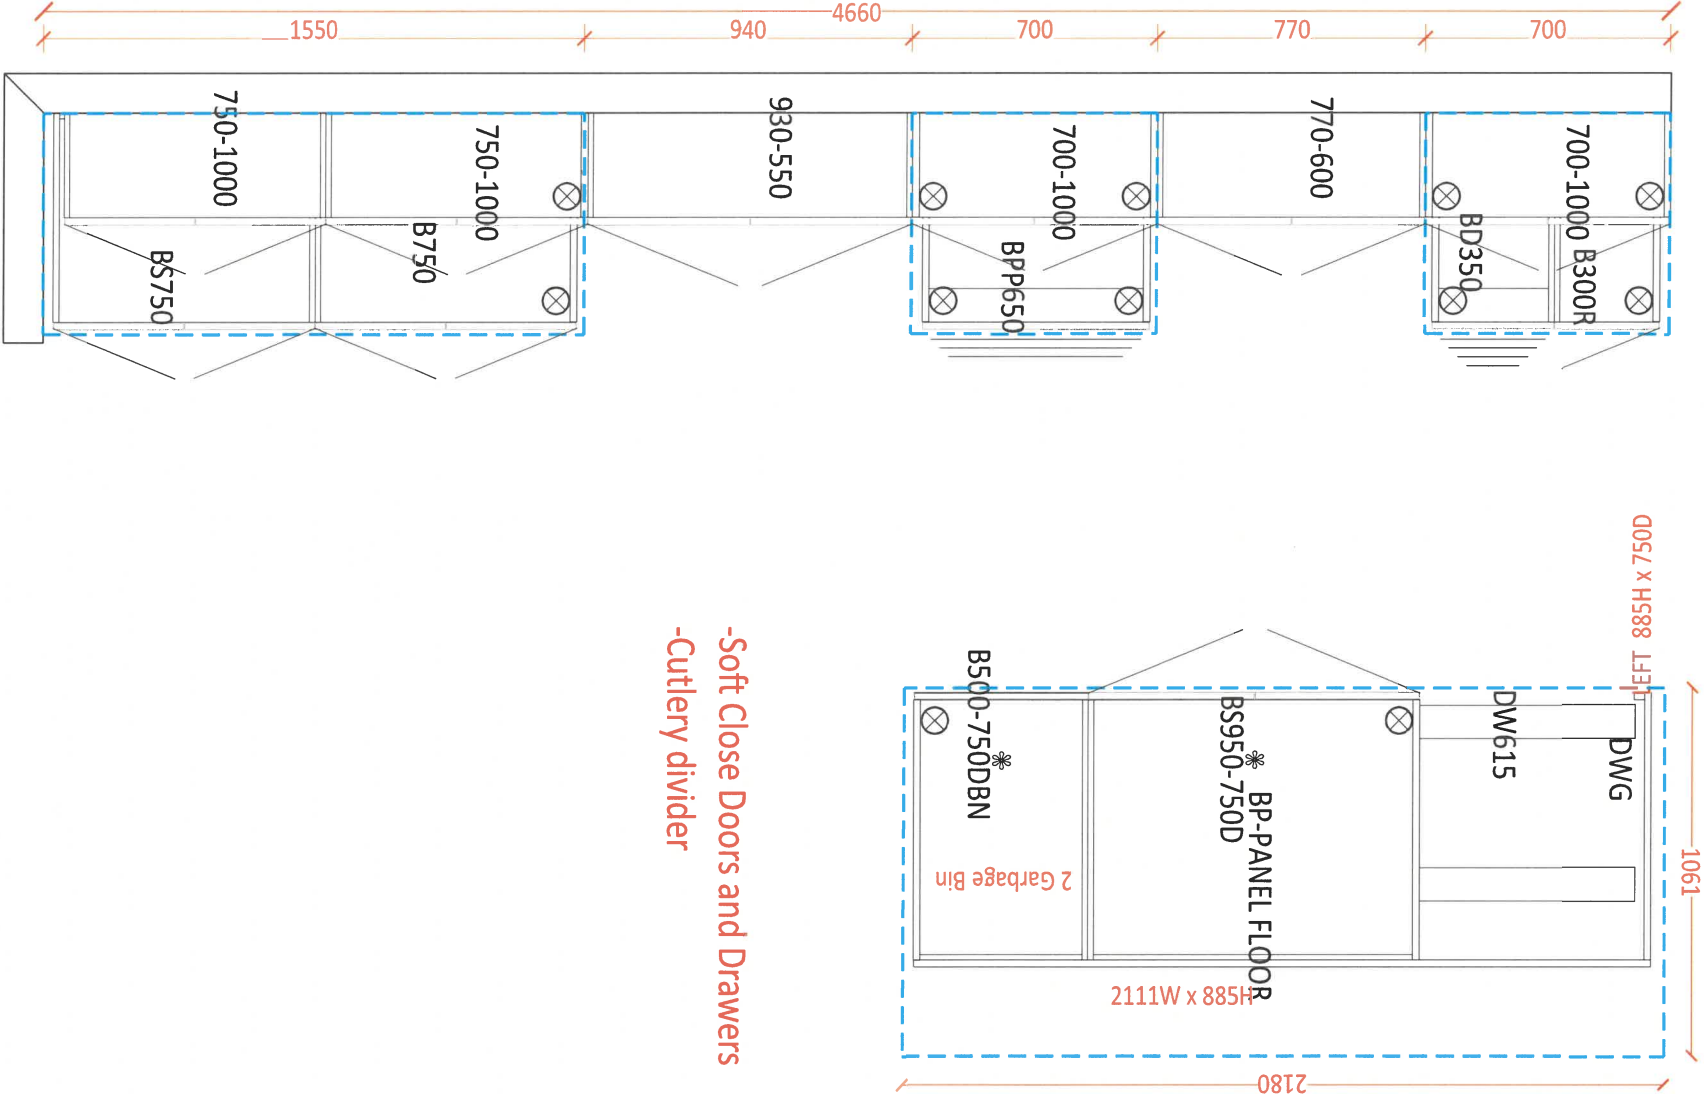 4660
1550
940
700
770
700
750-1000
750-1000
930-550
700-1000
770-600
700-1000
BS750
B750
BPP650
BD350
B300R
LEFT 885H x 750D
-Soft Close Doors and Drawers
-Cutlery divider
B500-750DBN
BS950-750D
BP-PANEL FLOOR
DW615
DWG
2 Garbage Bin
2111W x 885H
1061
2180